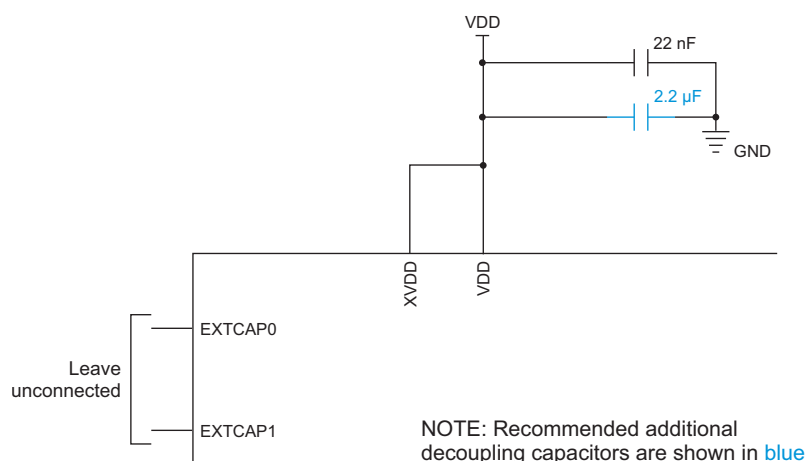 VDD
22 nF
2.2 µF
GND
XVDD
VDD
EXTCAP0
Leave
unconnected
EXTCAP1
NOTE: Recommended additional
decoupling capacitors are shown in blue